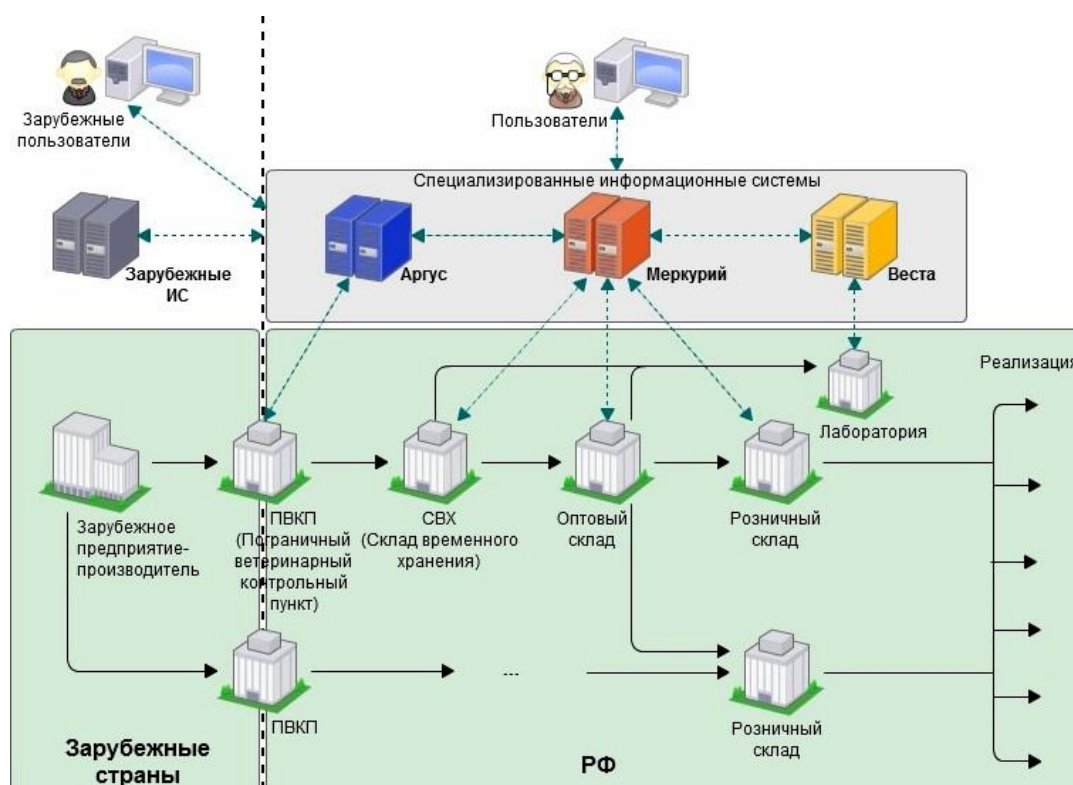 Зарубежные
пользователи
Пользователи
Специализированные информационные системы
Зарубежные
ИС
Аргус
Меркурий
Веста
Реализация
Лаборатория
Зарубежное
предприятие-
производитель
ПВКП
(Пограничный
ветеринарный
контрольный
пункт)
СВХ
(Склад временного
хранения)
Оптовый
склад
Розничный
склад
---
ПВКП
Розничный
склад
Зарубежные
страны
РФ